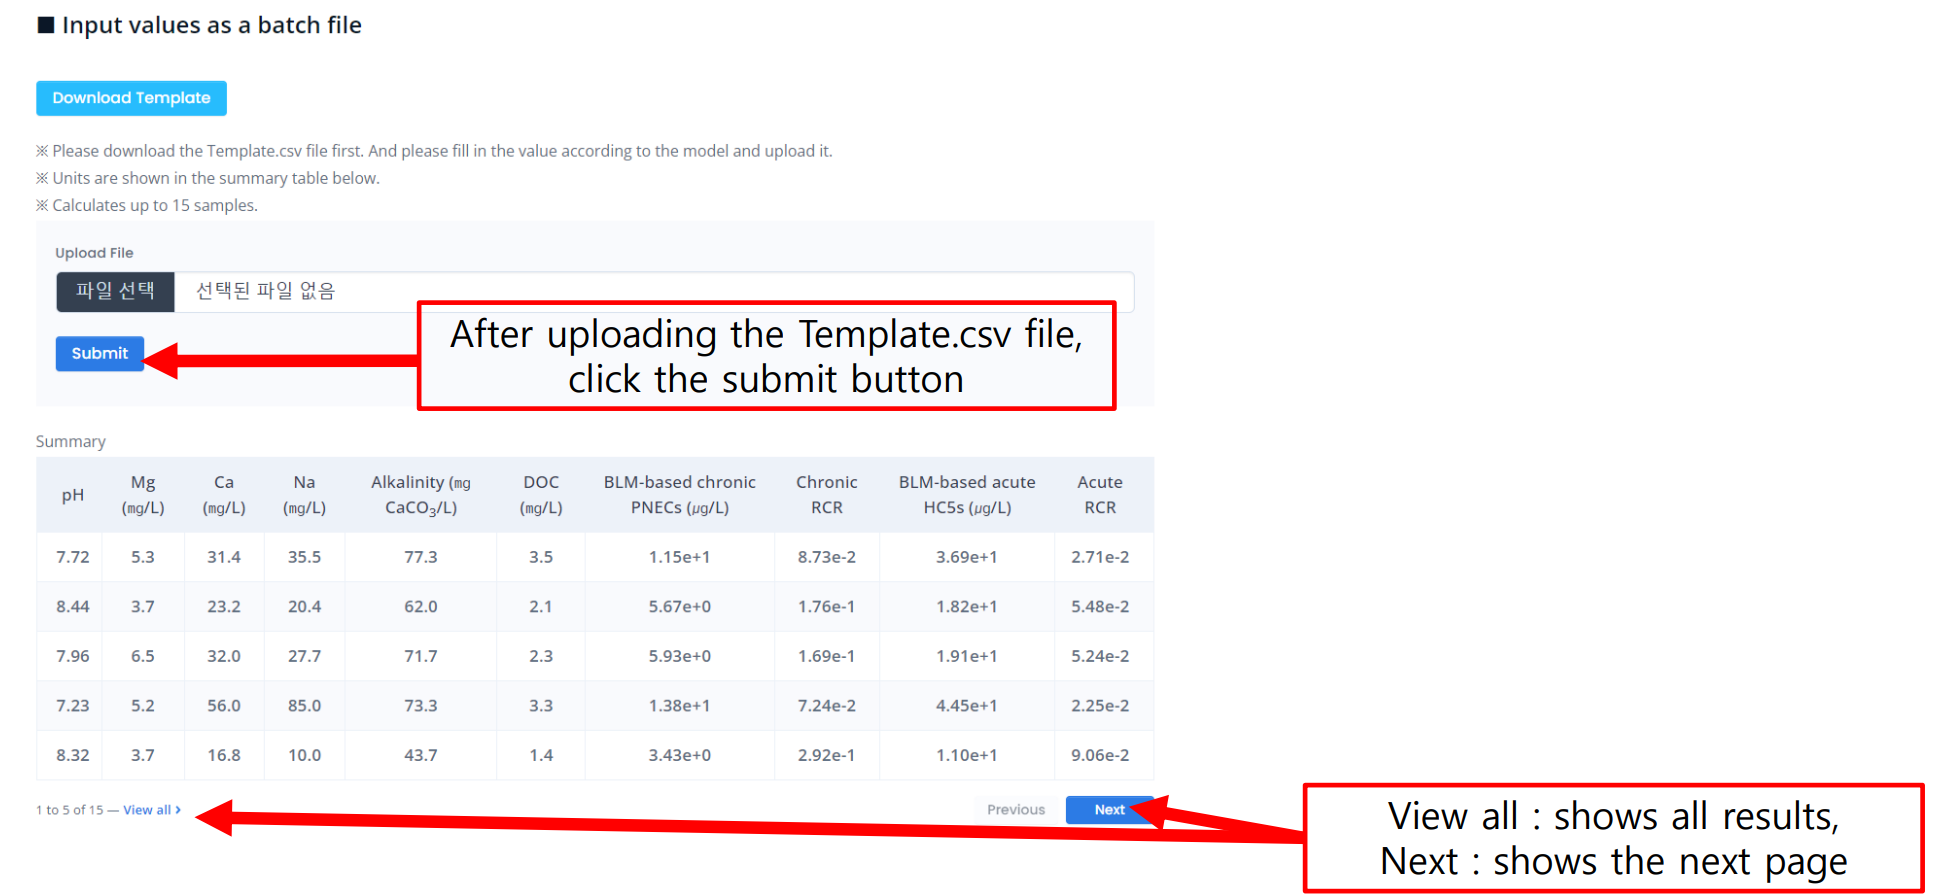 ■ Input values as a batch file
Download Template
※ Please download the Template.csv file first. And please fill in the value according to the model and upload it.
※ Units are shown in the summary table below.
※ Calculates up to 15 samples.
Upload File
파일 선택 선택된 파일 없음
After uploading the Template.csv file,
click the submit button
Submit
Summary
pH Mg (mg/L) Ca (mg/L) Na (mg/L) Alkalinity (mg CaCO₃/L) DOC (mg/L) BLM-based chronic PNECs (μg/L) Chronic RCR BLM-based acute HC5s (μg/L) Acute RCR
7.72 5.3 31.4 35.5 77.3 3.5 1.15e+1 8.73e-2 3.69e+1 2.71e-2
8.44 3.7 23.2 20.4 62.0 2.1 5.67e+0 1.76e-1 1.82e+1 5.48e-2
7.96 6.5 32.0 27.7 71.7 2.3 5.93e+0 1.69e-1 1.91e+1 5.24e-2
7.23 5.2 56.0 85.0 73.3 3.3 1.38e+1 7.24e-2 4.45e+1 2.25e-2
8.32 3.7 16.8 10.0 43.7 1.4 3.43e+0 2.92e-1 1.10e+1 9.06e-2
1 to 5 of 15 — View all ›
Previous Next
View all : shows all results,
Next : shows the next page